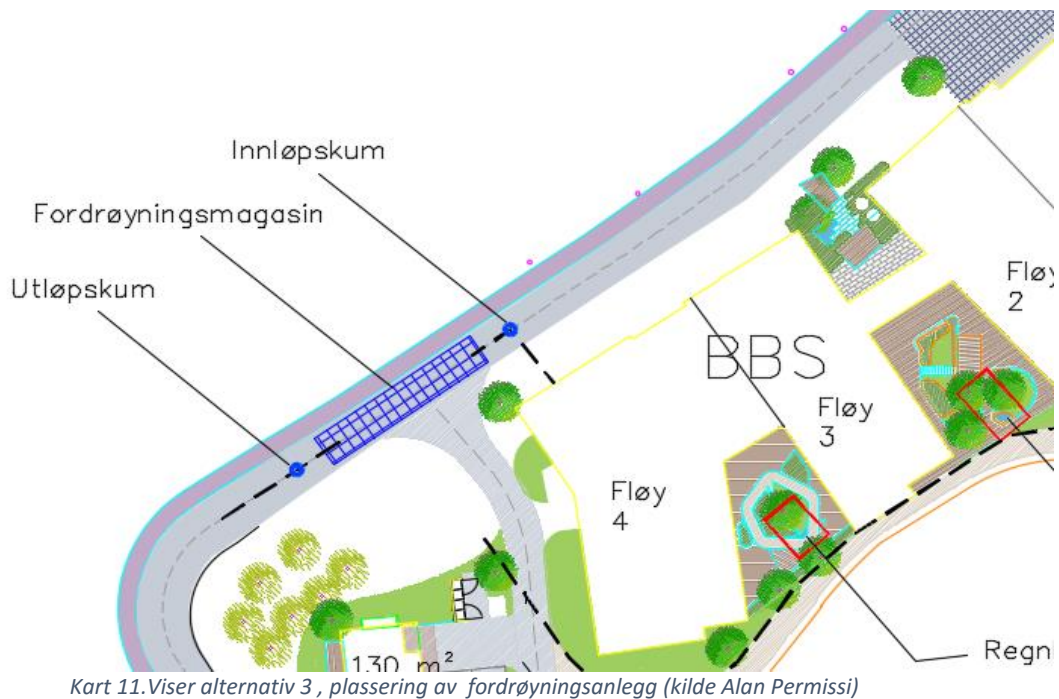 Innløpskum
Fordrøyningsmagasin
Utløpskum
Fløy
2
BBS
Fløy
3
Fløy
4
130 m²
Regn
Kart 11.Viser alternativ 3 , plassering av fordrøyningsanlegg (kilde Alan Permissi)